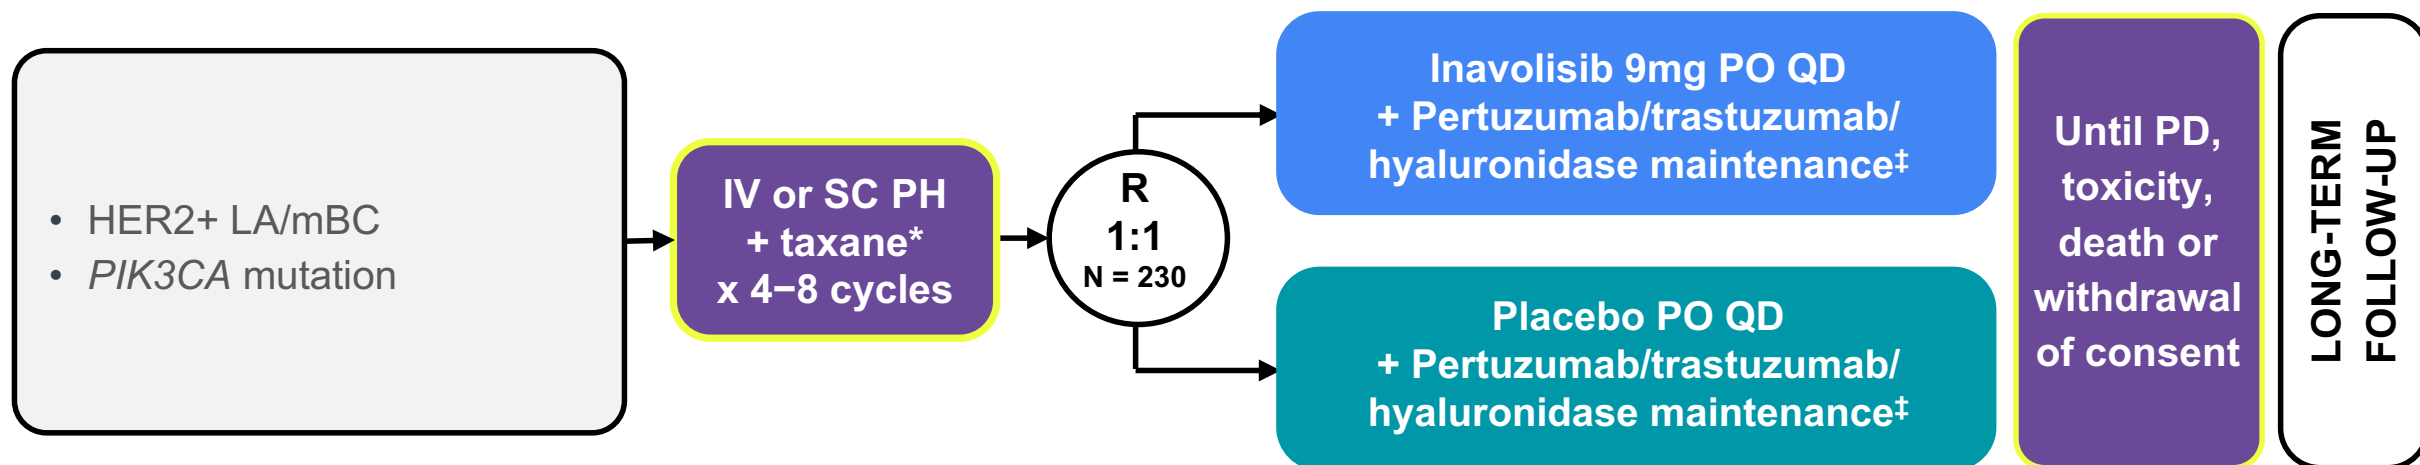 • HER2+ LA/mBC
• PIK3CA mutation
IV or SC PH
+ taxane*
x 4–8 cycles
R
1:1
N = 230
Inavolisib 9mg PO QD
+ Pertuzumab/trastuzumab/
hyaluronidase maintenance‡
Placebo PO QD
+ Pertuzumab/trastuzumab/
hyaluronidase maintenance‡
Until PD,
toxicity,
death or
withdrawal
of consent
LONG-TERM
FOLLOW-UP